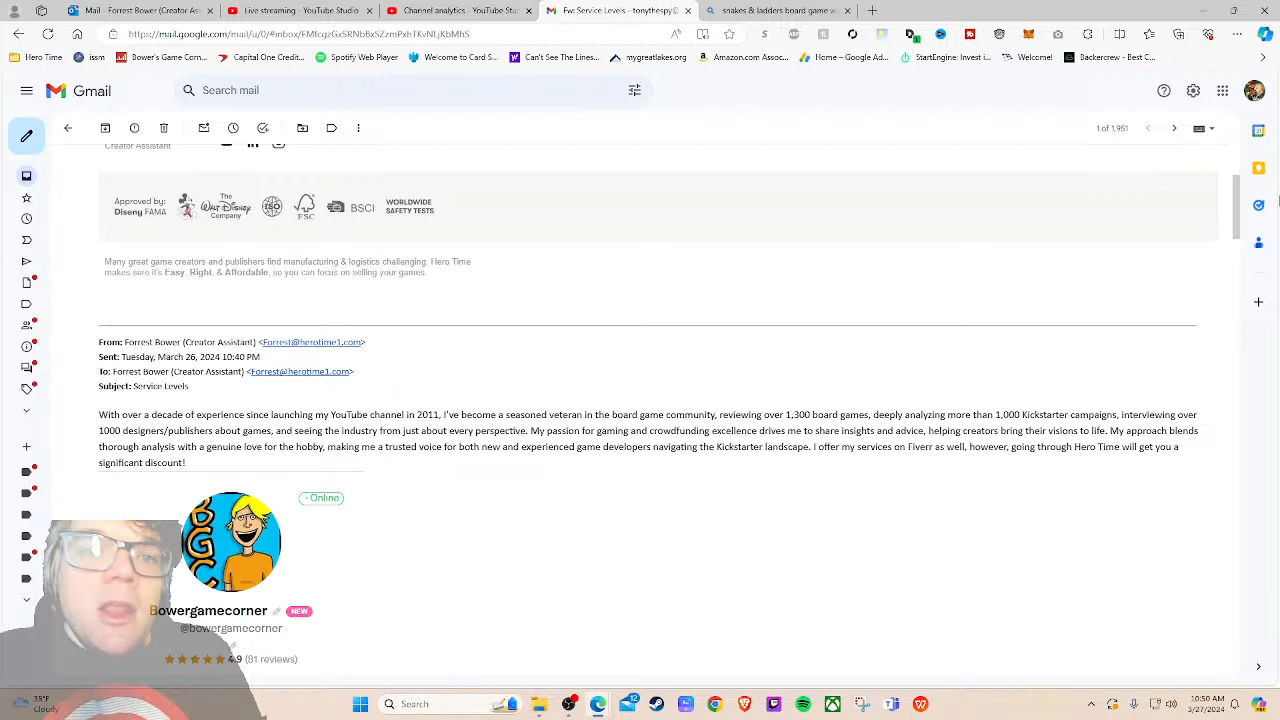 Mail - Forrest Bower (Creator Assist
Live streaming - YouTube Studio
Channel analytics - YouTube Stu
Fw: Service Levels - tonytheshy@
snakes & ladders board game w
https://mail.google.com/mail/u/0/#inbox/
Hero Time
issic
Bower's Game Corn...
Capital One Credi...
Spotify Web Player
Welcome to Card S...
Can't See The Lines...
mygreatlakes.org
Amazon.com Assoc...
Home – Google Ad...
StartEngine: Invest i...
Welcome!
Backercrew - Best C...
Gmail
Search mail
1 of 1,951
Creator Assistant
Approved by:
Diseny FAMA
The
WALT DISNEY
Company
ISO
FSC
BSCI
WORLDWIDE
SAFETY TESTS
Many great game creators and publishers find manufacturing & logistics challenging. Hero Time
makes sure it's Easy, Right, & Affordable, so you can focus on selling your games.
From: Forrest Bower (Creator Assistant) <Forrest@herotime1.com>
Sent: Tuesday, March 26, 2024 10:40 PM
To: Forrest Bower (Creator Assistant) <Forrest@herotime1.com>
Subject: Service Levels
With over a decade of experience since launching my YouTube channel in 2011, I've become a seasoned veteran in the board game community, reviewing over 1,300 board games, deeply analyzing more than 1,000 Kickstarter campaigns, interviewing over
1000 designers/publishers about games, and seeing the industry from just about every perspective. My passion for gaming and crowdfunding excellence drives me to share insights and advice, helping creators bring their visions to life. My approach blends
thorough analysis with a genuine love for the hobby, making me a trusted voice for both new and experienced game developers navigating the Kickstarter landscape. I offer my services on Fiverr as well, however, going through Hero Time will get you a
significant discount!
Online
BGC
Bowergamecorner
NEW
@bowergamecorner
4.9 (81 reviews)
35°F
Cloudy
Search
12
10:50 AM
3/27/2024